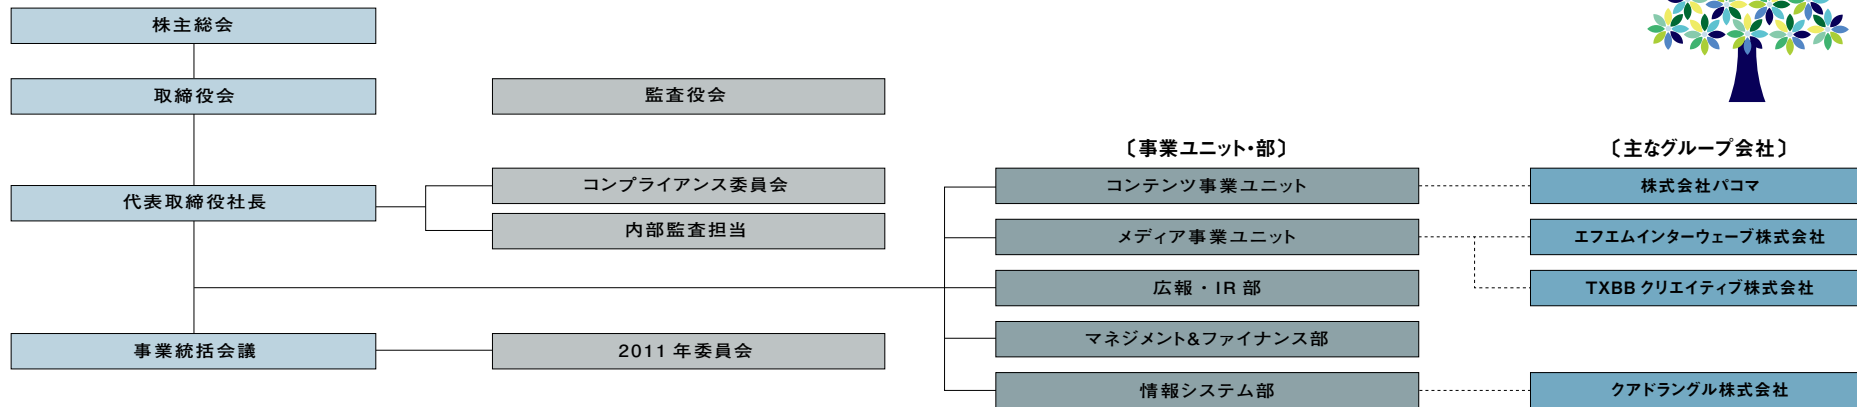 株主総会
取締役会
監査役会
〔事業ユニット・部〕
〔主なグループ会社〕
代表取締役社長
コンプライアンス委員会
内部監査担当
コンテンツ事業ユニット
株式会社パコマ
メディア事業ユニット
エフエムインターウェーブ株式会社
広報・IR 部
TXBB クリエイティブ株式会社
事業統括会議
2011 年委員会
マネジメント&ファイナンス部
情報システム部
クアドラングル株式会社